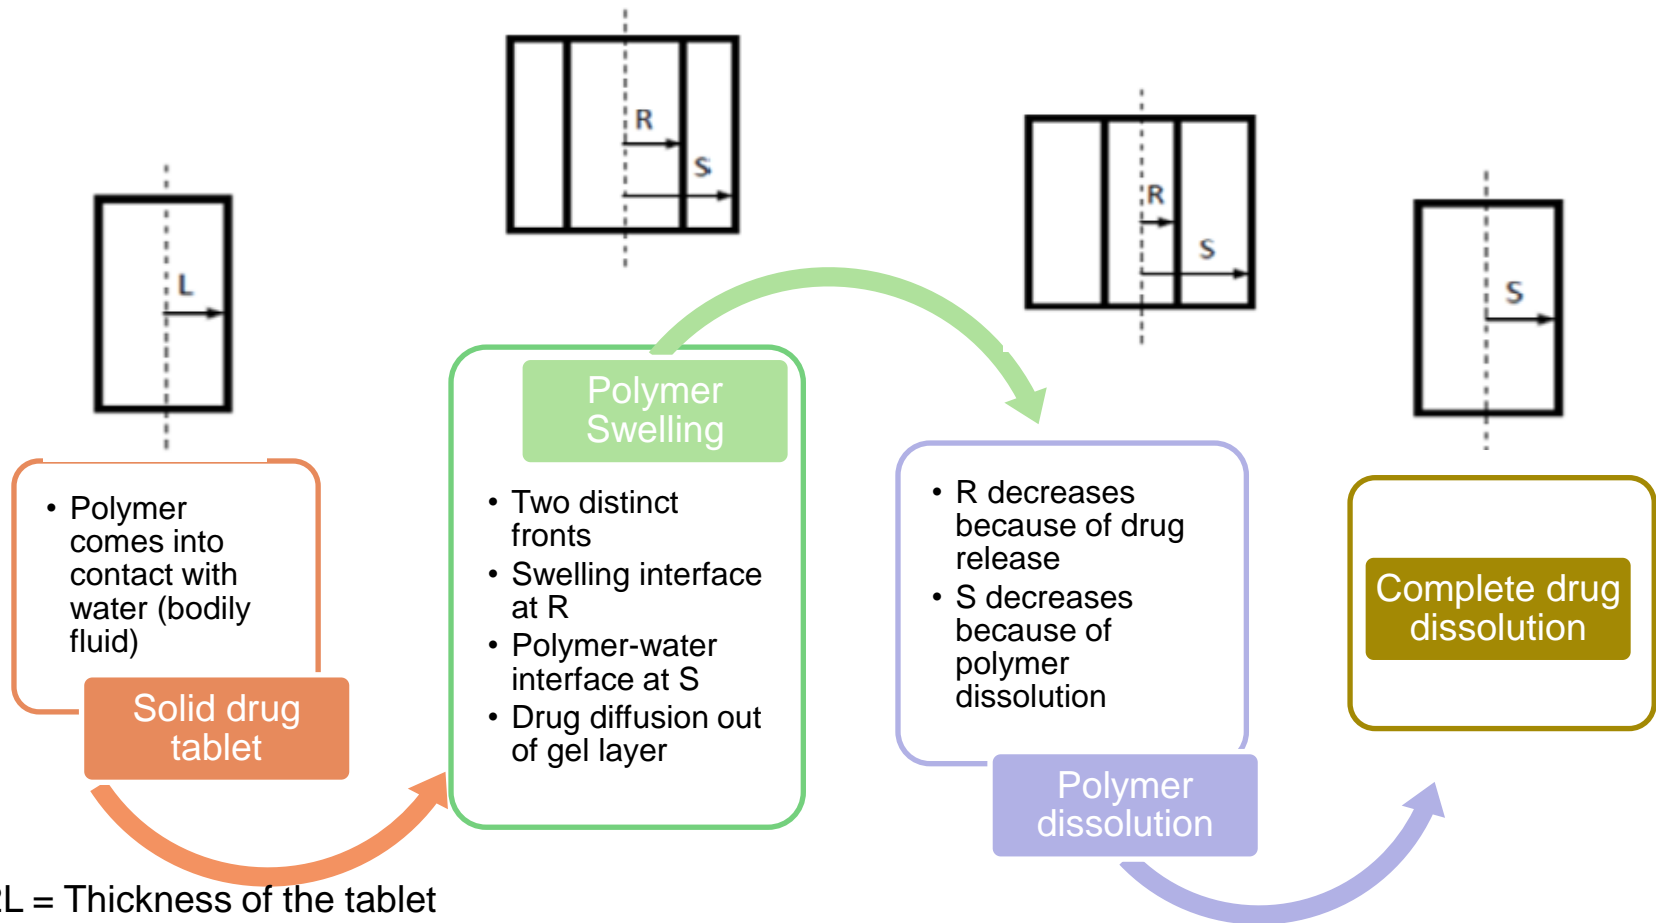 L
R
S
R
S
S
• Polymer
comes into
contact with
water (bodily
fluid)
Solid drug
tablet
Polymer
Swelling
• Two distinct
fronts
• Swelling interface
at R
• Polymer-water
interface at S
• Drug diffusion out
of gel layer
• R decreases
because of drug
release
• S decreases
because of
polymer
dissolution
Polymer
dissolution
Complete drug
dissolution
2L = Thickness of the tablet